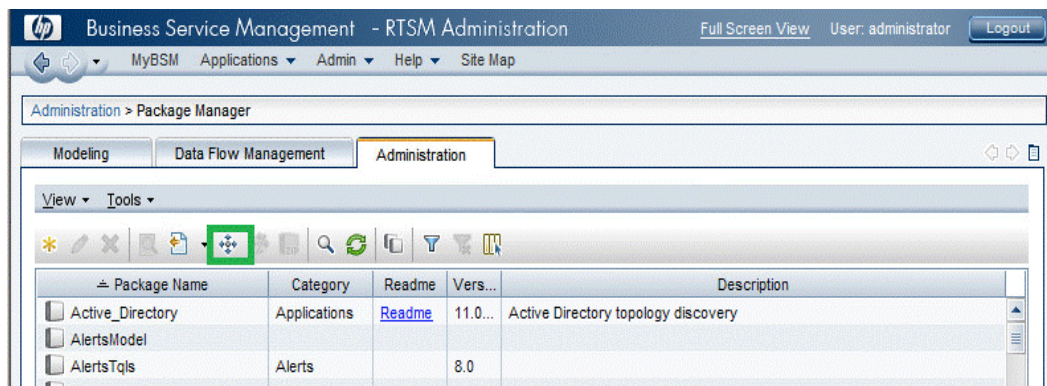 hp Business Service Management - RTSM Administration Full Screen View User: administrator Logout
MyBSM Applications Admin Help Site Map
Administration > Package Manager
Modeling Data Flow Management Administration
View Tools
Package Name Category Readme Vers... Description
Active_Directory Applications Readme 11.0... Active Directory topology discovery
AlertsModel
AlertsTqls Alerts 8.0